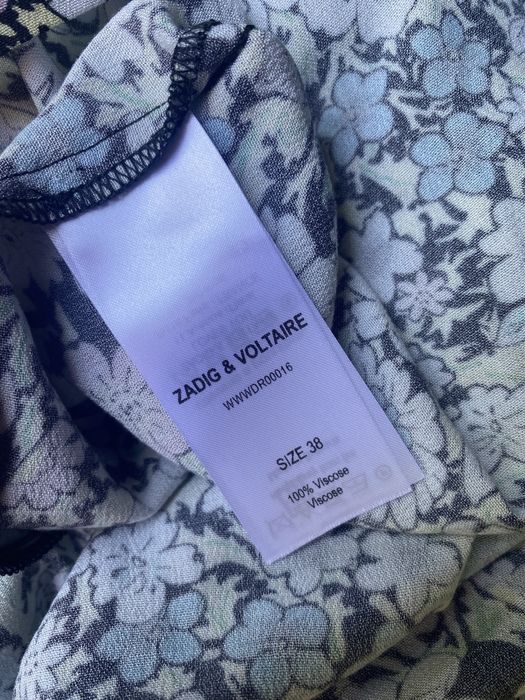 ZADIG & VOLTAIRE
WWWDR00016
SIZE 38
100% Viscose
Viscose